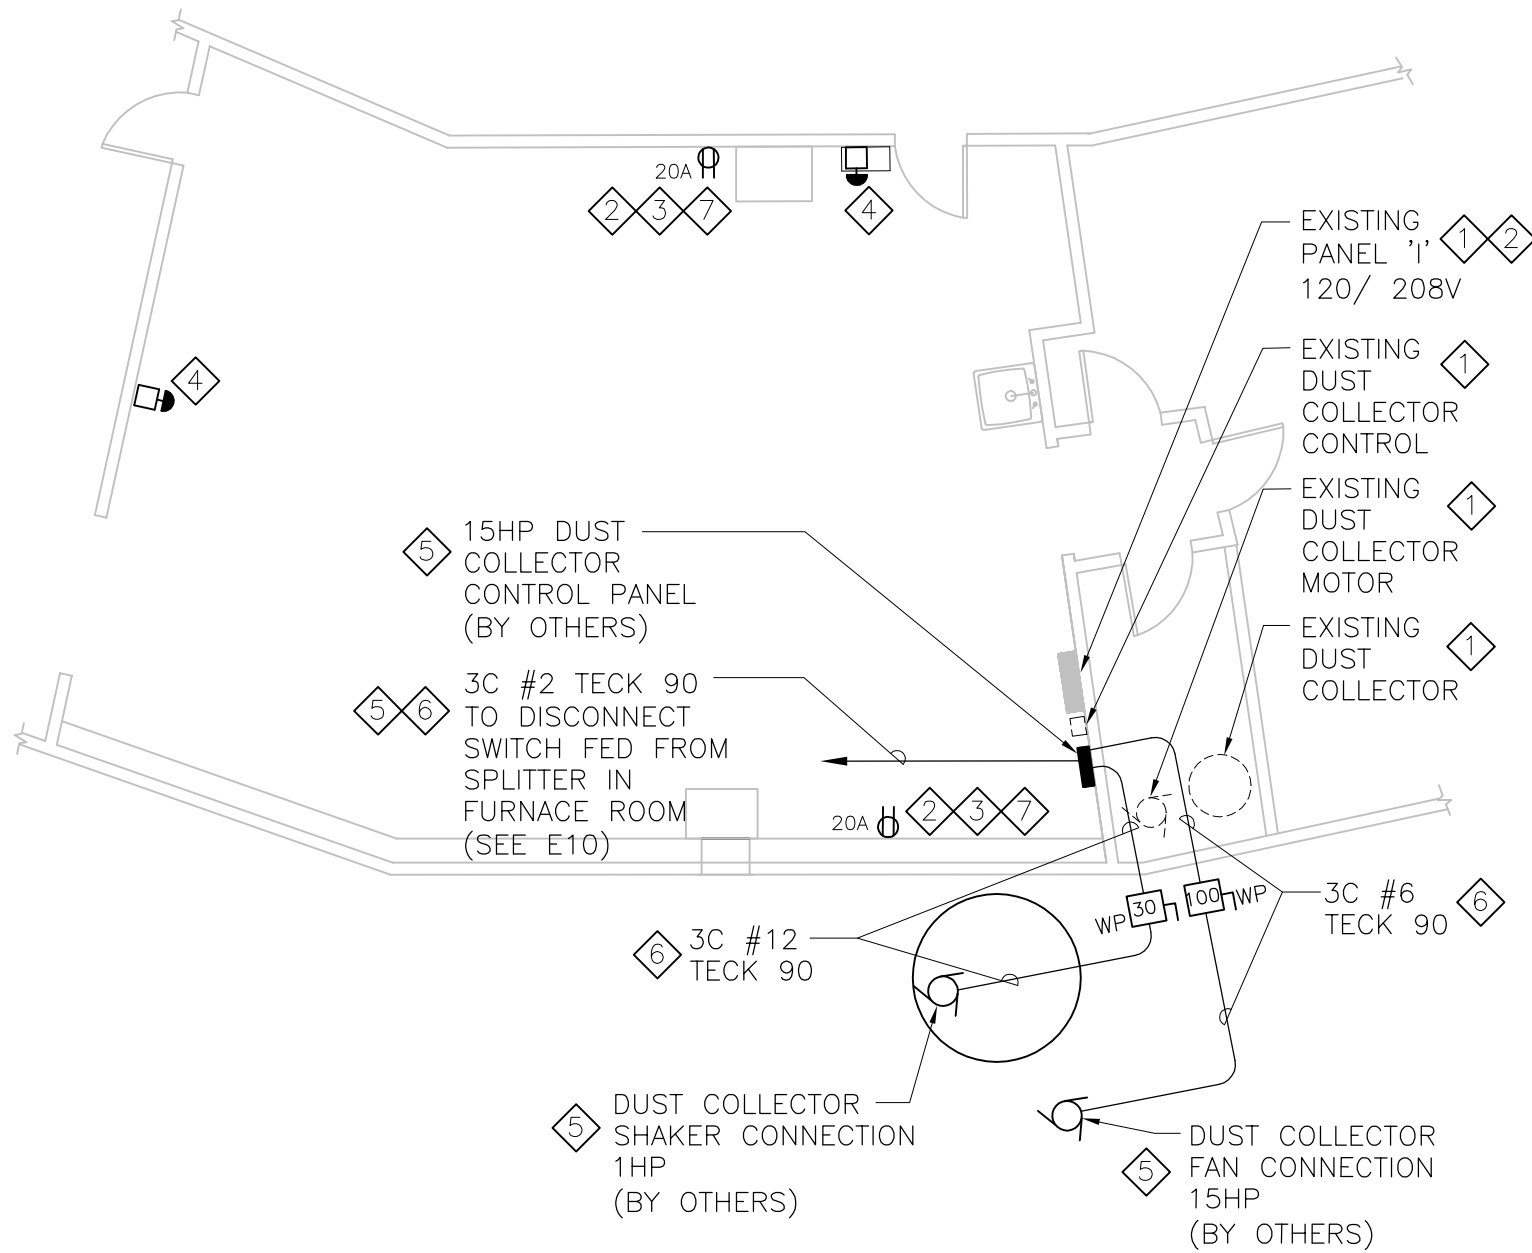 20A
2 3 7
4
EXISTING
PANEL 'I'
120/ 208V
1 2
EXISTING
DUST
COLLECTOR
CONTROL
1
4
EXISTING
DUST
COLLECTOR
MOTOR
1
5
15HP DUST
COLLECTOR
CONTROL PANEL
(BY OTHERS)
EXISTING
DUST
COLLECTOR
1
5 6
3C #2 TECK 90
TO DISCONNECT
SWITCH FED FROM
SPLITTER IN
FURNACE ROOM
(SEE E10)
20A
2 3 7
WP 30
100 WP
3C #6
TECK 90
6
6
3C #12
TECK 90
5
DUST COLLECTOR
SHAKER CONNECTION
1HP
(BY OTHERS)
5
DUST COLLECTOR
FAN CONNECTION
15HP
(BY OTHERS)